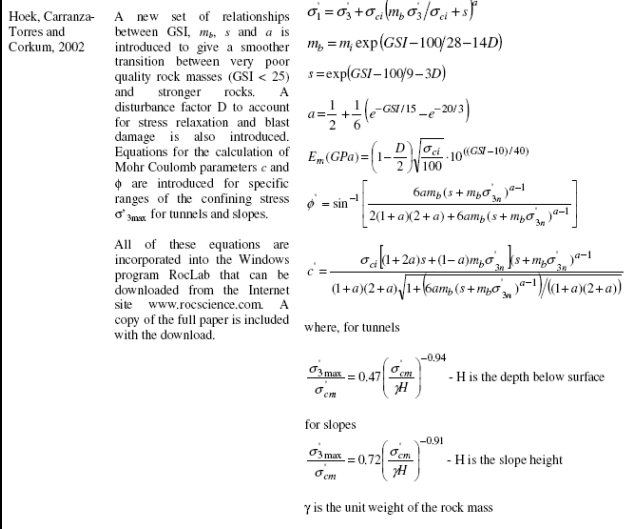 Hoek, Carranza-
Torres and
Corkum, 2002
A new set of relationships
between GSI, m_b, s and a is
introduced to give a smoother
transition between very poor
quality rock masses (GSI < 25)
and stronger rocks. A
disturbance factor D to account
for stress relaxation and blast
damage is also introduced.
Equations for the calculation of
Mohr Coulomb parameters c and
ϕ are introduced for specific
ranges of the confining stress
σ'_3max for tunnels and slopes.
All of these equations are
incorporated into the Windows
program RocLab that can be
downloaded from the Internet
site www.rocscience.com. A
copy of the full paper is included
with the download.
σ'_1 = σ'_3 + σ_ci(m_b σ'_3/σ_ci + s)^a
m_b = m_i exp(GSI−100/28−14D)
s = exp(GSI−100/9−3D)
a = 1/2 + 1/6(e^−GSI/15 − e^−20/3)
E_m(GPa) = (1 − D/2)√(σ_ci/100) · 10^((GSI−10)/40)
ϕ' = sin^−1[6am_b(s + m_bσ'_3n)^a−1 / 2(1 + a)(2 + a) + 6am_b(s + m_bσ'_3n)^a−1]
c' = σ_ci[(1 + 2a)s + (1 − a)m_bσ'_3n](s + m_bσ'_3n)^a−1 / (1 + a)(2 + a)√1 + (6am_b(s + m_bσ'_3n)^a−1)/((1 + a)(2 + a))
where, for tunnels
σ'_3max/σ'_cm = 0.47(σ'_cm/γH)^−0.94 - H is the depth below surface
for slopes
σ'_3max/σ'_cm = 0.72(σ'_cm/γH)^−0.91 - H is the slope height
γ is the unit weight of the rock mass